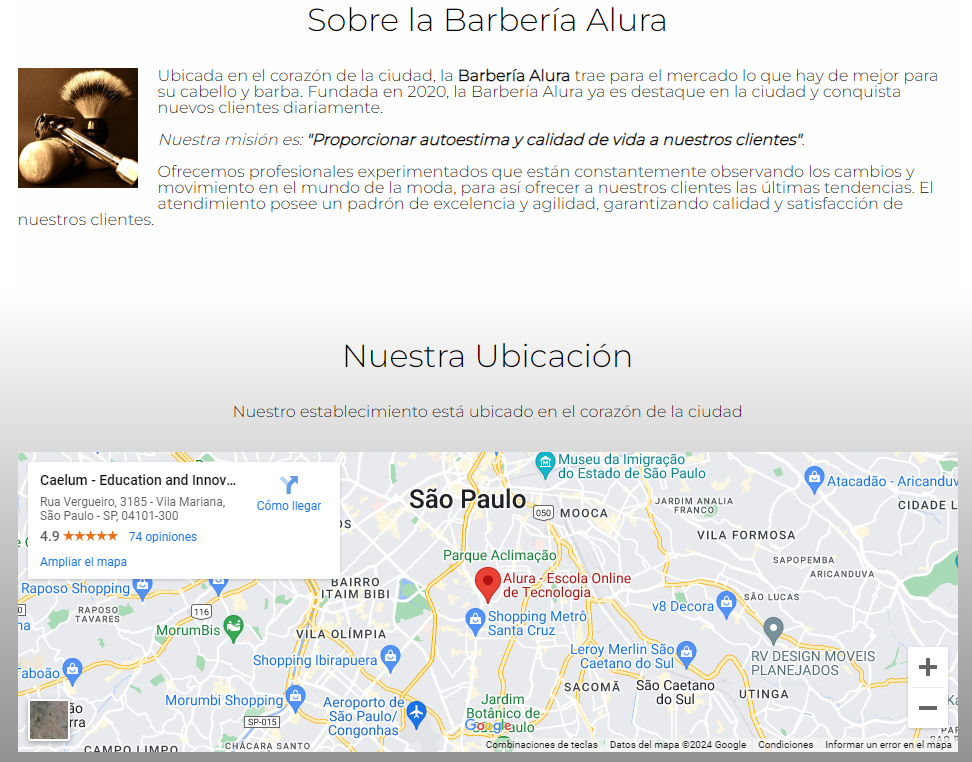 Sobre la Barbería Alura
Ubicada en el corazón de la ciudad, la Barbería Alura trae para el mercado lo que hay de mejor para
su cabello y barba. Fundada en 2020, la Barbería Alura ya es destaque en la ciudad y conquista
nuevos clientes diariamente.
Nuestra misión es: "Proporcionar autoestima y calidad de vida a nuestros clientes".
Ofrecemos profesionales experimentados que están constantemente observando los cambios y
movimiento en el mundo de la moda, para así ofrecer a nuestros clientes las últimas tendencias. El
atendimiento posee un padrón de excelencia y agilidad, garantizando calidad y satisfacción de
nuestros clientes.
Nuestra Ubicación
Nuestro establecimiento está ubicado en el corazón de la ciudad
Caelum - Education and Innov...
Rua Vergueiro, 3185 - Vila Mariana,
São Paulo - SP, 04101-300
4.9 74 opiniones
Ampliar el mapa
Cómo llegar
Museu da Imigração
do Estado de São Paulo
Atacadão - Aricanduv
São Paulo
050
MOOCA
JARDIM ANALIA
FRANCO
CIDADE L
OS
VILA FORMOSA
Parque Aclimação
SAPOPEMBA
ARICANDUVA
Alura - Escola Online
de Tecnologia
BAIRRO
ITAIM BIBI
Raposo Shopping
RAPOSO
TAVARES
116
SÃO LUCAS
v8 Decora
Shopping Metrô
Santa Cruz
na
MorumBis
VILA OLÍMPIA
Leroy Merlin São
Caetano do Sul
RV DESIGN MOVEIS
PLANEJADOS
Shopping Ibirapuera
Taboão
SACOMÃ
São Caetano
do Sul
UTINGA
Morumbi Shopping
Aeroporto de
São Paulo/
Congonhas
Jardim
Botânico de
São Paulo
ão
rra
SP-015
Google
CAMPO LIMPO
CHÁCARA SANTO
PAR
Combinaciones de teclas
Datos del mapa ©2024 Google
Condiciones
Informar un error en el mapa